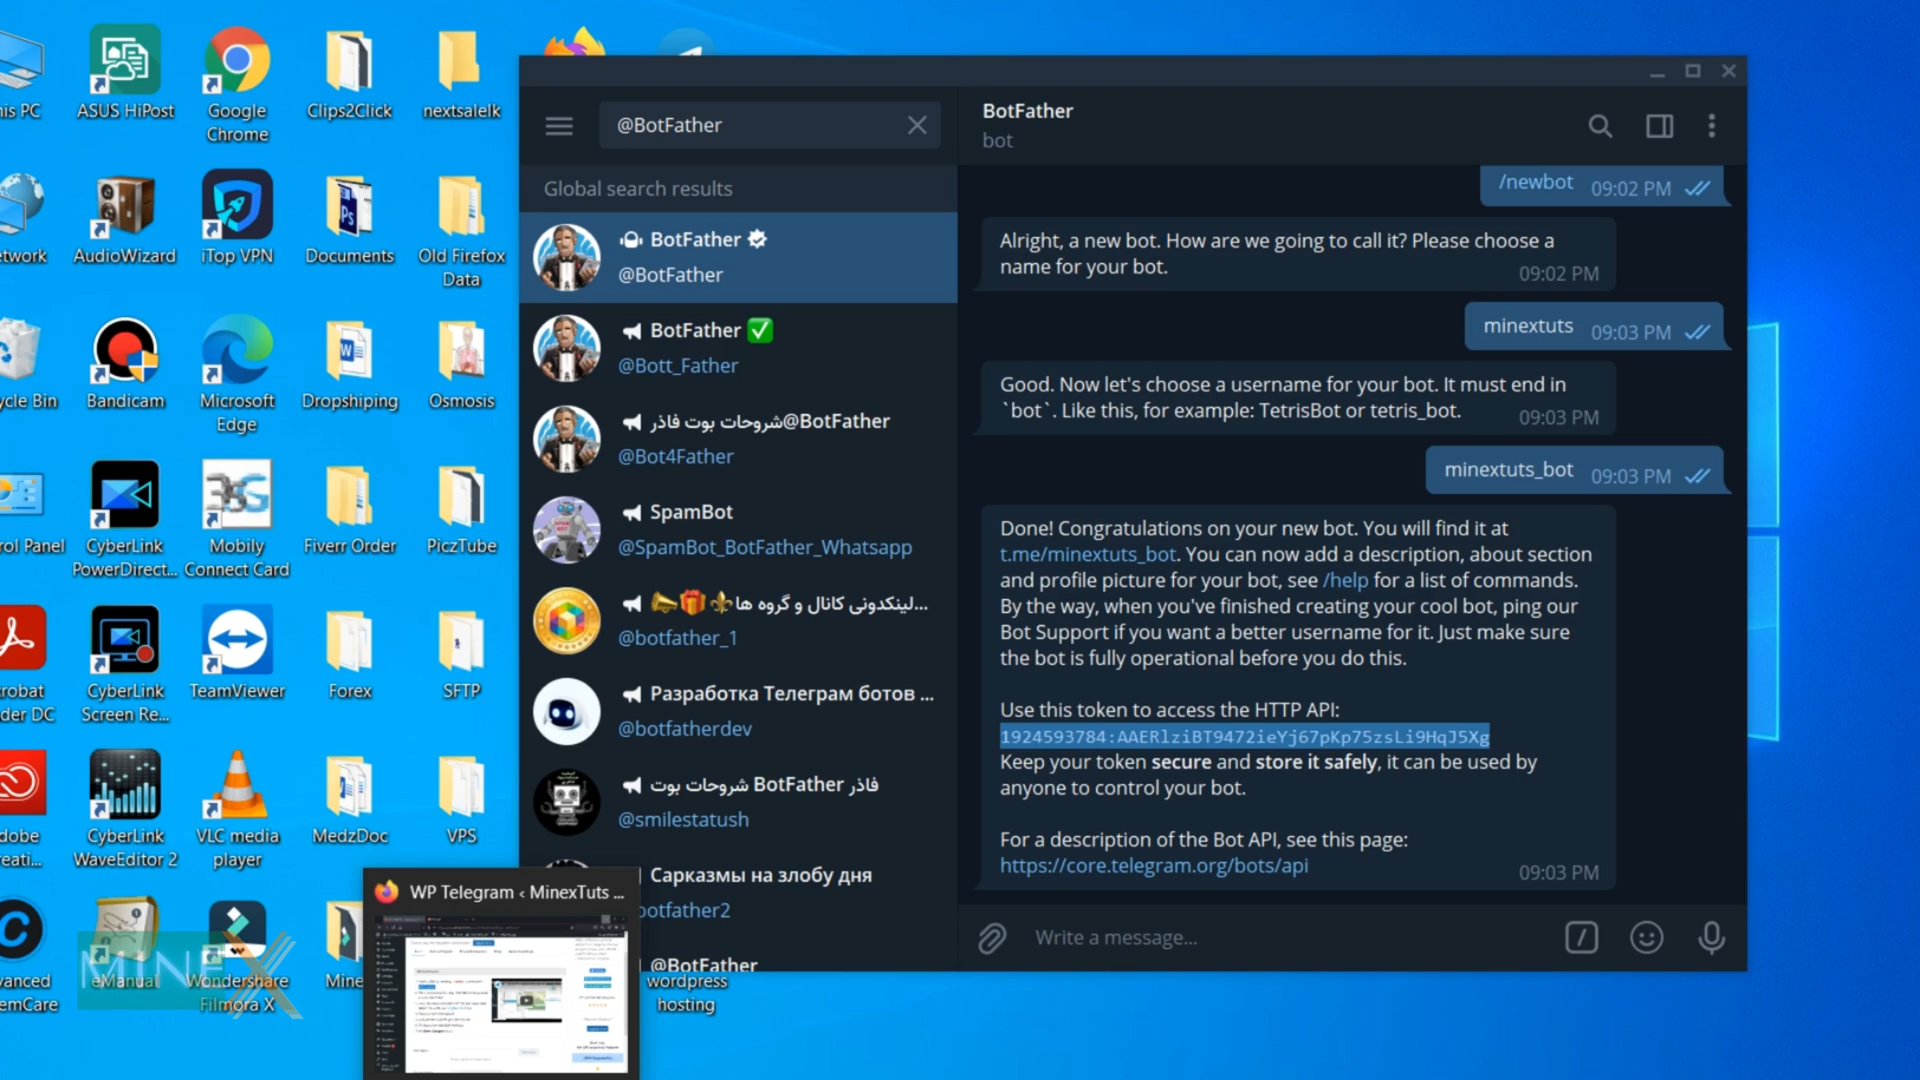 his PC
ASUS HiPost
Google
Chrome
Clips2Click
nextsalelk
twork
AudioWizard
iTop VPN
Documents
Old Firefox
Data
ycle Bin
Bandicam
Microsoft
Edge
Dropshiping
Osmosis
rol Panel
CyberLink
PowerDirect...
Mobily
Connect Card
Fiverr Order
PiczTube
crobat
der DC
CyberLink
Screen Re...
TeamViewer
Forex
SFTP
dobe
reati...
CyberLink
WaveEditor 2
VLC media
player
MedzDoc
VPS
vanced
emCare
eManual
Wondershare
Filmora X
Mine
wordpress
hosting
MINEX
WP Telegram ‹ MinexTuts ...
@BotFather
Global search results
BotFather
@BotFather
BotFather ✅
@Bott_Father
شروحات بوت فاذر@BotFather
@Bot4Father
SpamBot
@SpamBot_BotFather_Whatsapp
لینکدونی کانال و گروه ها...
@botfather_1
Разработка Телеграм ботов ...
@botfatherdev
شروحات بوت BotFather فاذر
@smilestatush
Сарказмы на злобу дня
botfather2
@BotFather
BotFather
bot
/newbot 09:02 PM
Alright, a new bot. How are we going to call it? Please choose a
name for your bot.
09:02 PM
minextuts 09:03 PM
Good. Now let's choose a username for your bot. It must end in
`bot`. Like this, for example: TetrisBot or tetris_bot.
09:03 PM
minextuts_bot 09:03 PM
Done! Congratulations on your new bot. You will find it at
t.me/minextuts_bot. You can now add a description, about section
and profile picture for your bot, see /help for a list of commands.
By the way, when you've finished creating your cool bot, ping our
Bot Support if you want a better username for it. Just make sure
the bot is fully operational before you do this.
Use this token to access the HTTP API:
1924593784:AAERlziBT9472ieYj67pKp75zsLi9HqJ5Xg
Keep your token secure and store it safely, it can be used by
anyone to control your bot.
For a description of the Bot API, see this page:
https://core.telegram.org/bots/api
09:03 PM
Write a message...